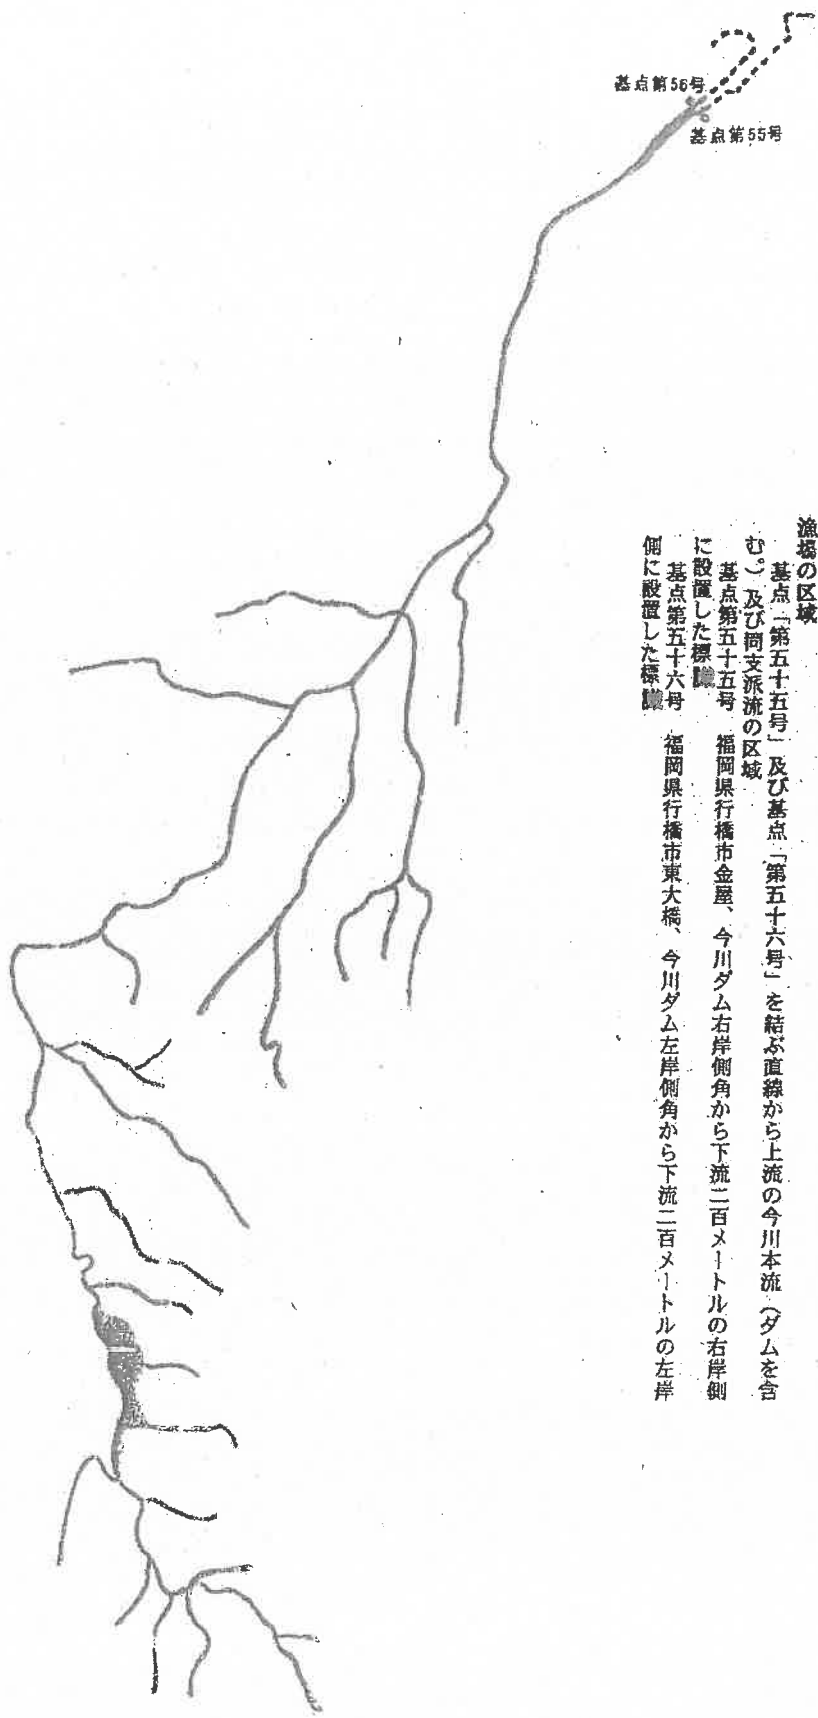 基点第56号
基点第55号
漁場の区域
基点「第五十五号」及び基点「第五十六号」を結ぶ直線から上流の今川本流(ダムを含
む。)及び同支派流の区域
基点第五十五号 福岡県行橋市金屋、今川ダム右岸側角から下流二百メートルの右岸側
に設置した標識
基点第五十六号 福岡県行橋市東大橋、今川ダム左岸側角から下流二百メートルの左岸
側に設置した標識